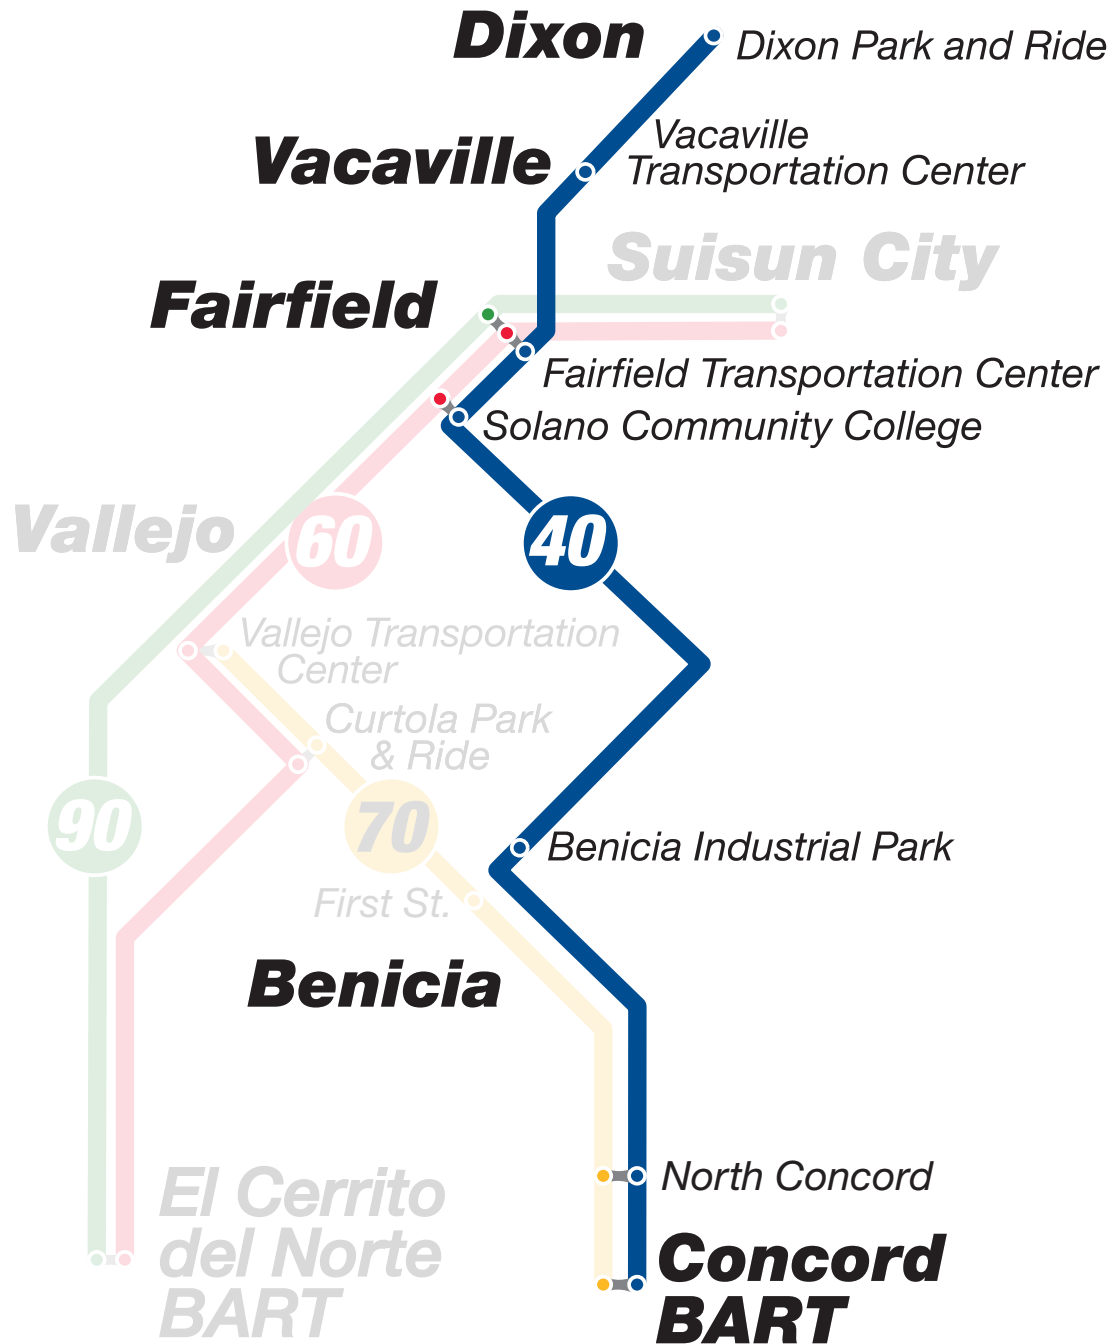 Dixon
Dixon Park and Ride
Vacaville
Vacaville
Transportation Center
Suisun City
Fairfield
Fairfield Transportation Center
Solano Community College
Vallejo
60
40
Vallejo Transportation
Center
Curtola Park
& Ride
90
70
Benicia Industrial Park
First St.
Benicia
North Concord
El Cerrito
del Norte
BART
Concord
BART